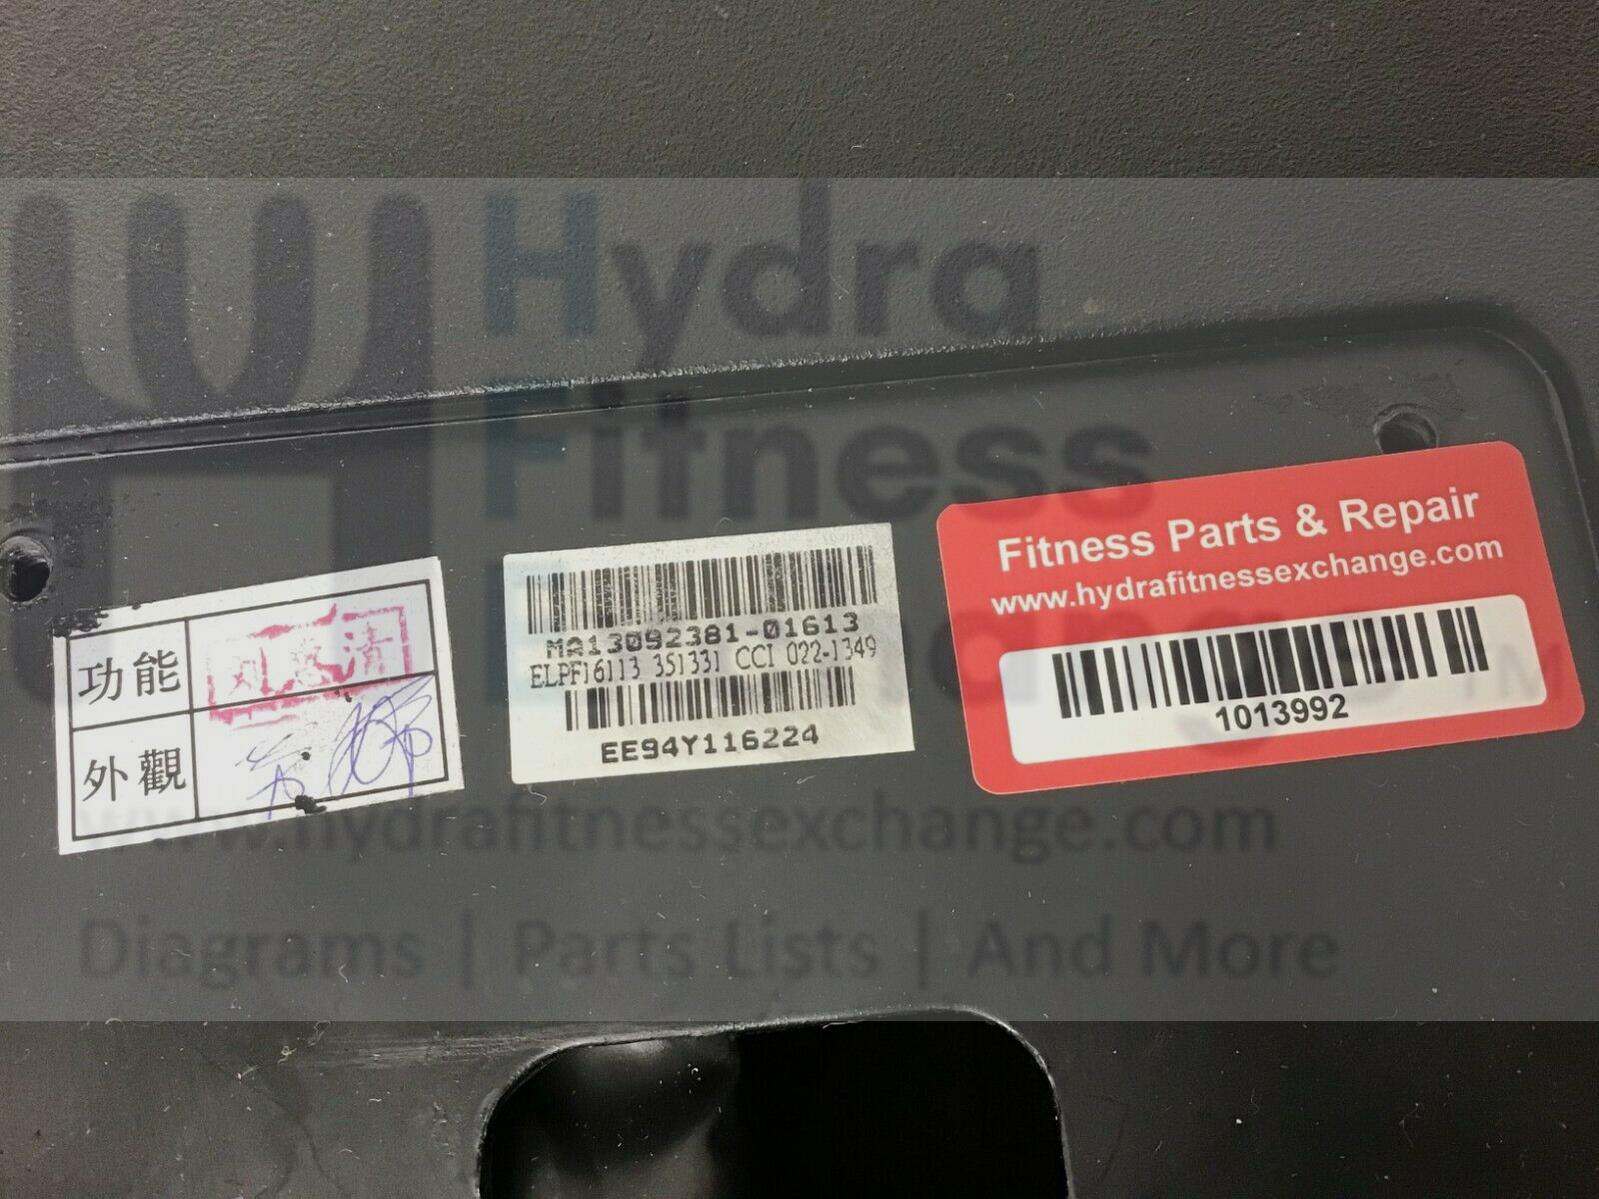 Hydra
Fitness
功能
外觀
MA13092381-01613
ELPF16113 351331 CCI 022-1349
EE94Y116224
Fitness Parts & Repair
www.hydrafitnessexchange.com
1013992
www.hydrafitnessexchange.com
Diagrams | Parts Lists | And More